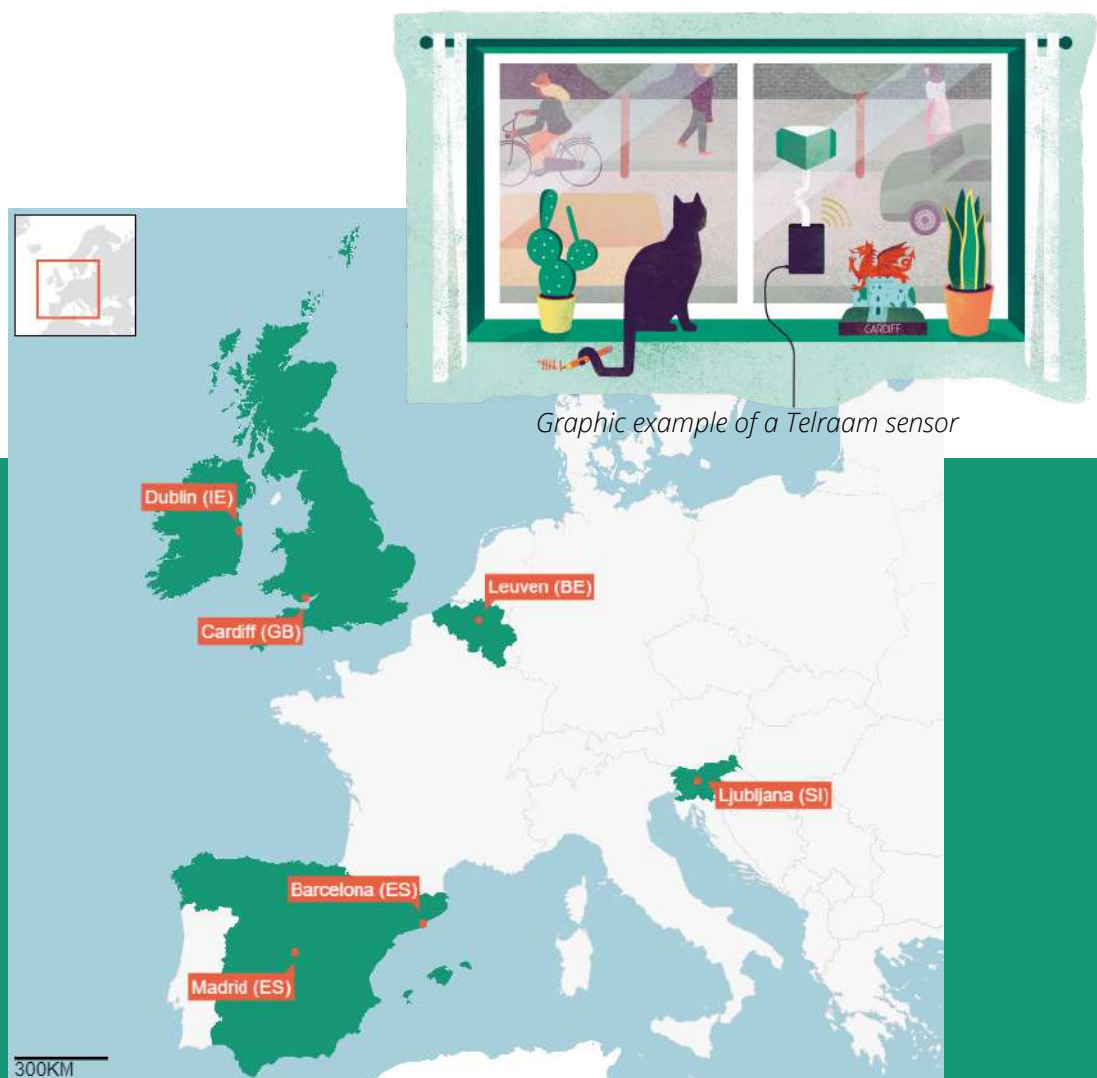 CARDIFF
Graphic example of a Telraam sensor
Dublin (IE)
Leuven (BE)
Cardiff (GB)
Ljubljana (SI)
Barcelona (ES)
Madrid (ES)
300KM